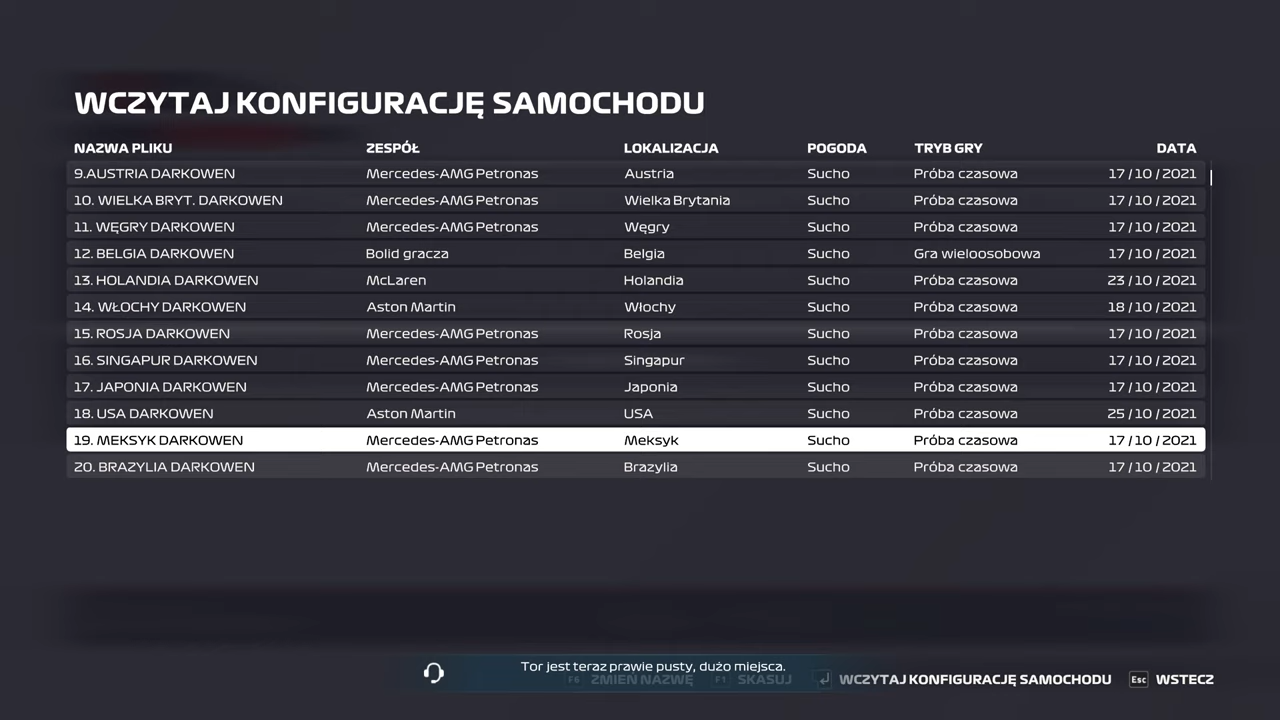 WCZYTAJ KONFIGURACJĘ SAMOCHODU
NAZWA PLIKU ZESPÓŁ LOKALIZACJA POGODA TRYB GRY DATA
9.AUSTRIA DARKOWEN Mercedes-AMG Petronas Austria Sucho Próba czasowa 17/10/2021
10. WIELKA BRYT. DARKOWEN Mercedes-AMG Petronas Wielka Brytania Sucho Próba czasowa 17/10/2021
11. WĘGRY DARKOWEN Mercedes-AMG Petronas Węgry Sucho Próba czasowa 17/10/2021
12. BELGIA DARKOWEN Bolid gracza Belgia Sucho Gra wieloosobowa 17/10/2021
13. HOLANDIA DARKOWEN McLaren Holandia Sucho Próba czasowa 23/10/2021
14. WŁOCHY DARKOWEN Aston Martin Włochy Sucho Próba czasowa 18/10/2021
15. ROSJA DARKOWEN Mercedes-AMG Petronas Rosja Sucho Próba czasowa 17/10/2021
16. SINGAPUR DARKOWEN Mercedes-AMG Petronas Singapur Sucho Próba czasowa 17/10/2021
17. JAPONIA DARKOWEN Mercedes-AMG Petronas Japonia Sucho Próba czasowa 17/10/2021
18. USA DARKOWEN Aston Martin USA Sucho Próba czasowa 25/10/2021
19. MEKSYK DARKOWEN Mercedes-AMG Petronas Meksyk Sucho Próba czasowa 17/10/2021
20. BRAZYLIA DARKOWEN Mercedes-AMG Petronas Brazylia Sucho Próba czasowa 17/10/2021
Tor jest teraz prawie pusty, dużo miejsca.
F6 ZMIEŃ NAZWĘ F1 SKASUJ WCZYTAJ KONFIGURACJĘ SAMOCHODU Esc WSTECZ